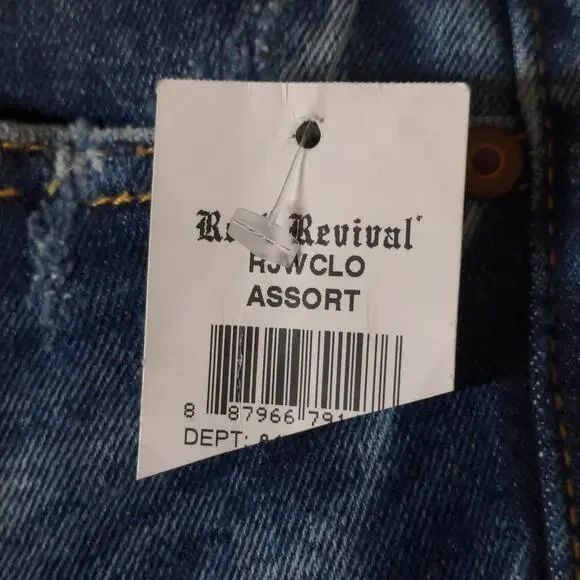 Revival
RJWCLO
ASSORT
8 87966 791
DEPT: